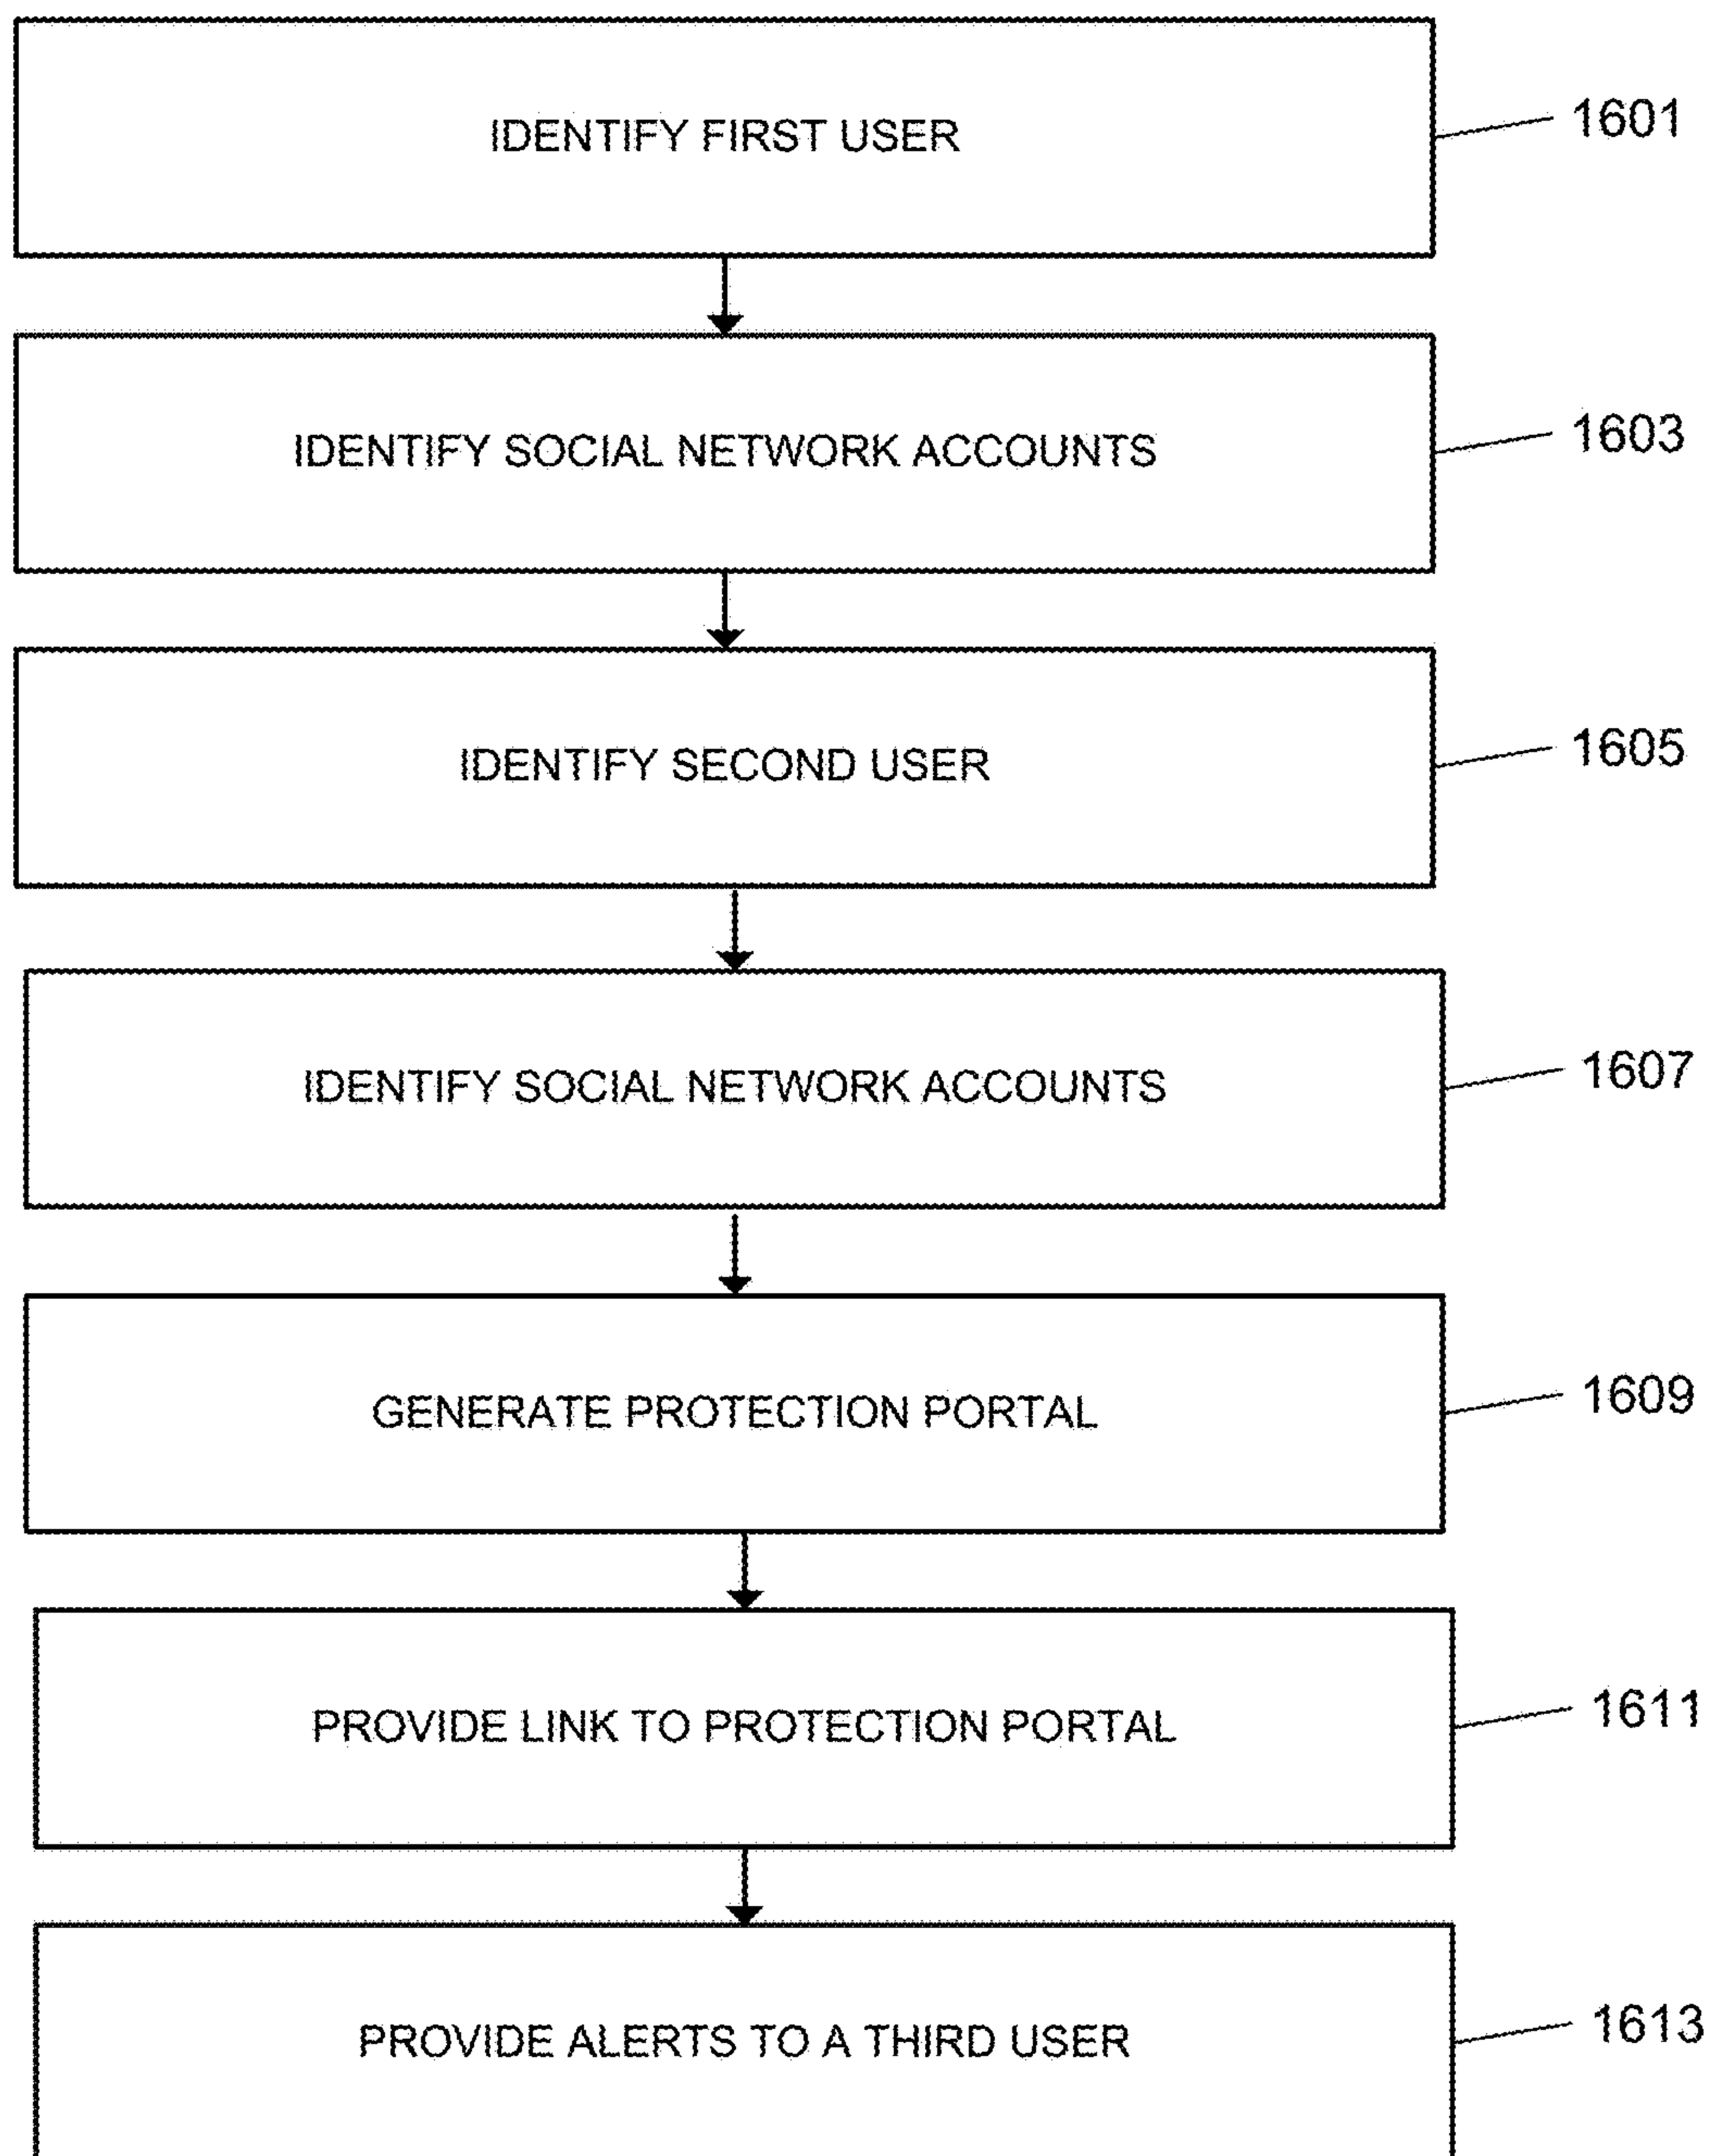 IDENTIFY FIRST USER
1601
IDENTIFY SOCIAL NETWORK ACCOUNTS
1603
IDENTIFY SECOND USER
1605
IDENTIFY SOCIAL NETWORK ACCOUNTS
1607
GENERATE PROTECTION PORTAL
1609
PROVIDE LINK TO PROTECTION PORTAL
1611
PROVIDE ALERTS TO A THIRD USER
1613